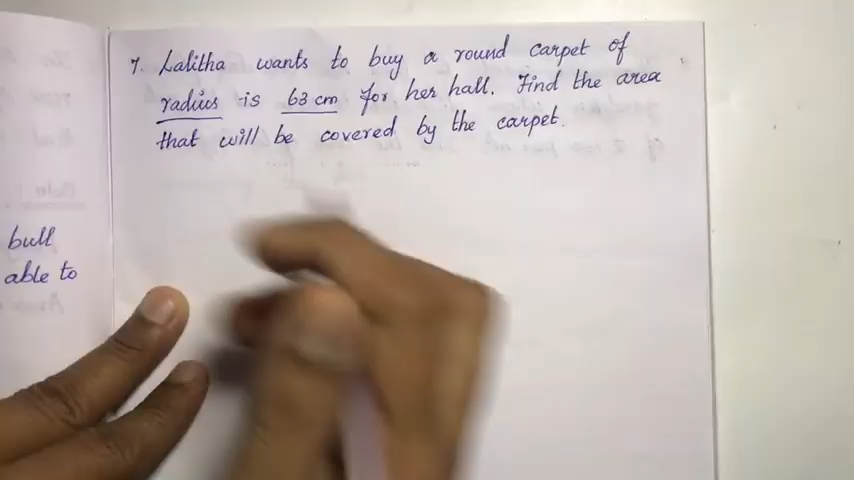 7. Lalitha wants to buy a round carpet of
radius is 63 cm for her hall. Find the area
that will be covered by the carpet.
bull
able to